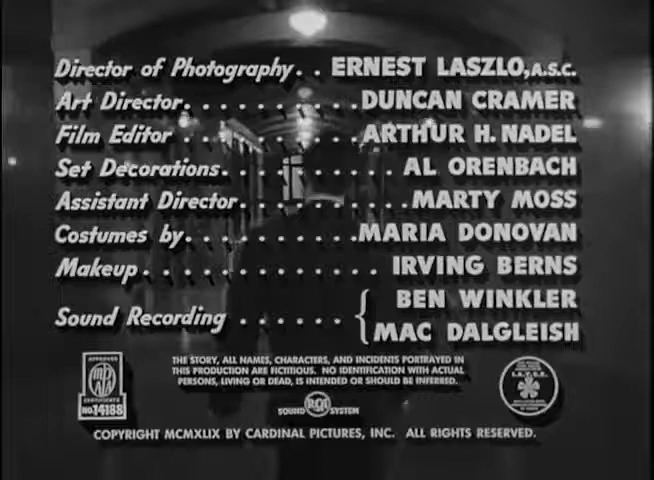 Director of Photography. . ERNEST LASZLO, A.S.C.
Art Director. . . . . . . . . . DUNCAN CRAMER
Film Editor . . . . . . . . . . ARTHUR H. NADEL
Set Decorations. . . . . . . . . . AL ORENBACH
Assistant Director. . . . . . . . . . MARTY MOSS
Costumes by. . . . . . . . . . MARIA DONOVAN
Makeup. . . . . . . . . . . . . IRVING BERNS
Sound Recording . . . . . . { BEN WINKLER
MAC DALGLEISH
APPROVED
MPPDA
CERTIFICATE
NO. 14188
THE STORY, ALL NAMES, CHARACTERS, AND INCIDENTS PORTRAYED IN
THIS PRODUCTION ARE FICTITIOUS. NO IDENTIFICATION WITH ACTUAL
PERSONS, LIVING OR DEAD, IS INTENDED OR SHOULD BE INFERRED.
SOUND RCA SYSTEM
I.A.T.S.E.
COPYRIGHT MCMXLIX BY CARDINAL PICTURES, INC. ALL RIGHTS RESERVED.